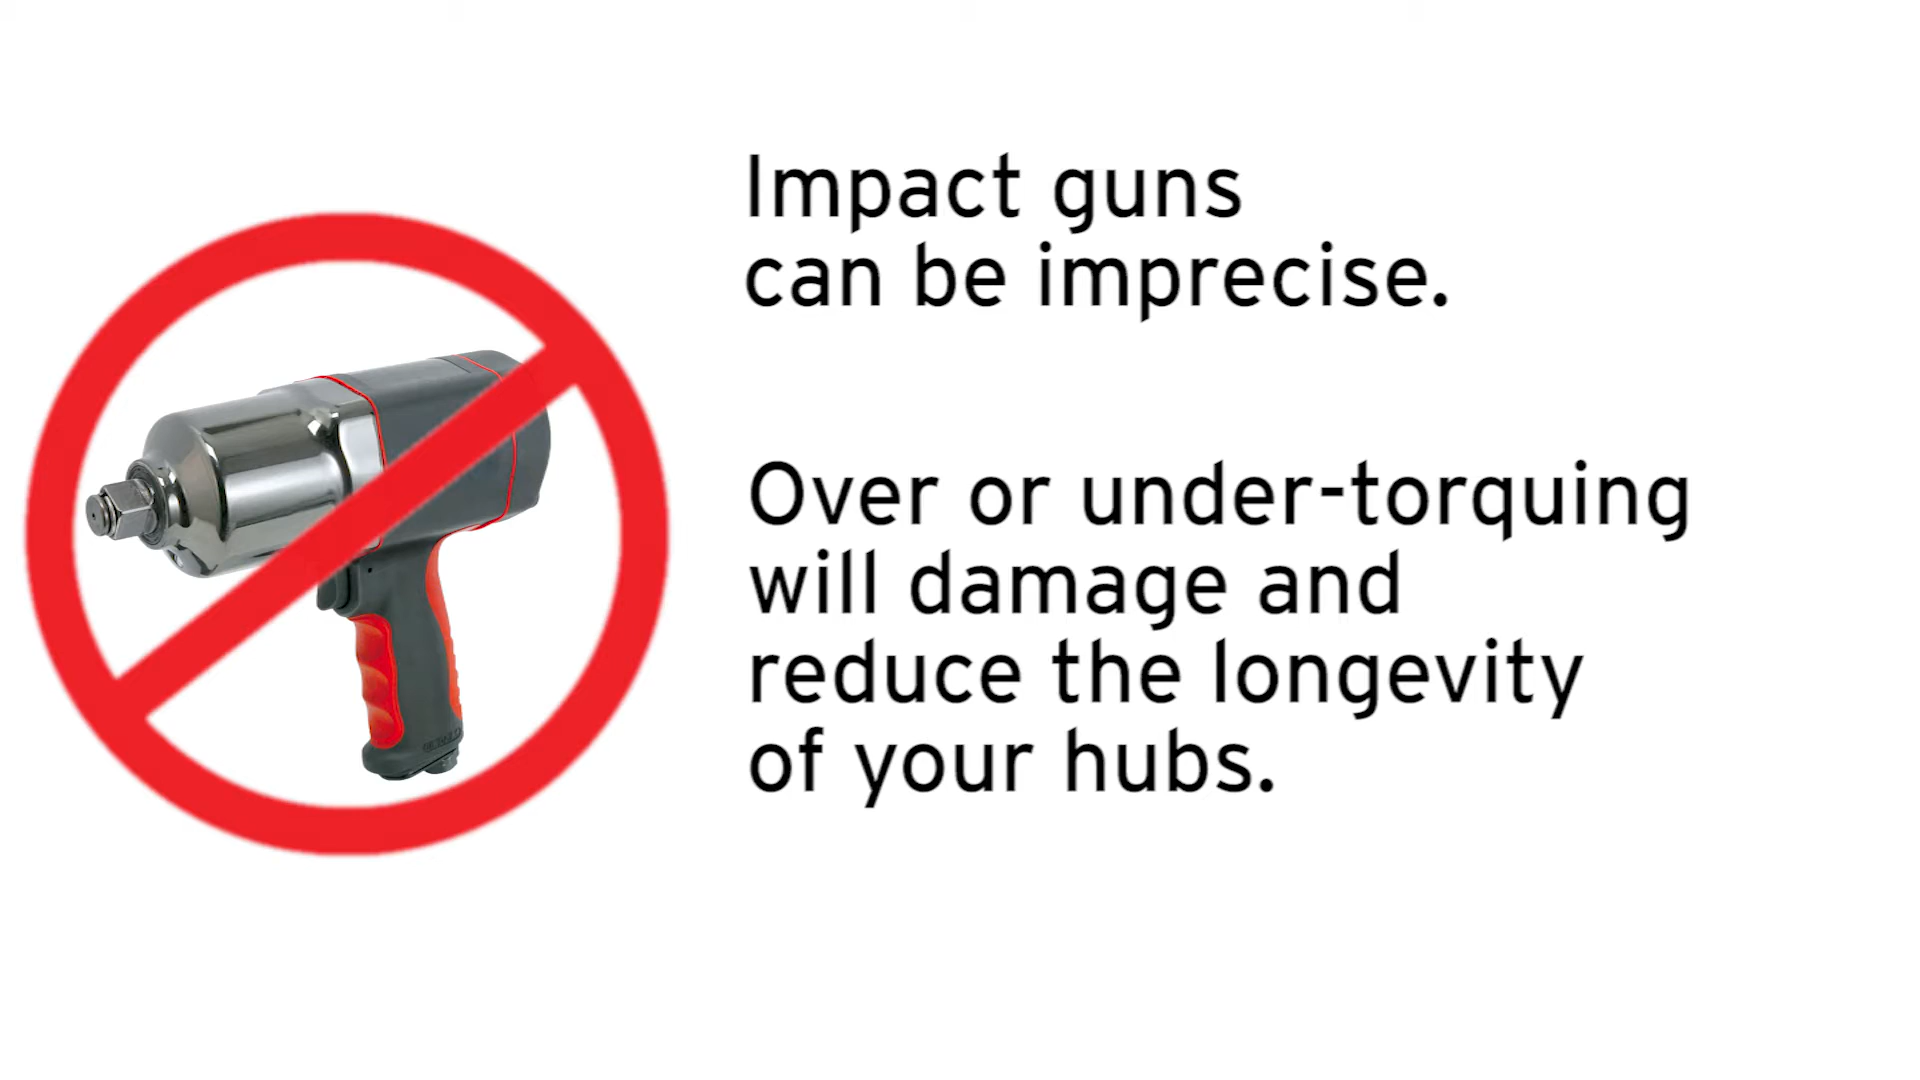 Impact guns
can be imprecise.
Over or under-torquing
will damage and
reduce the longevity
of your hubs.